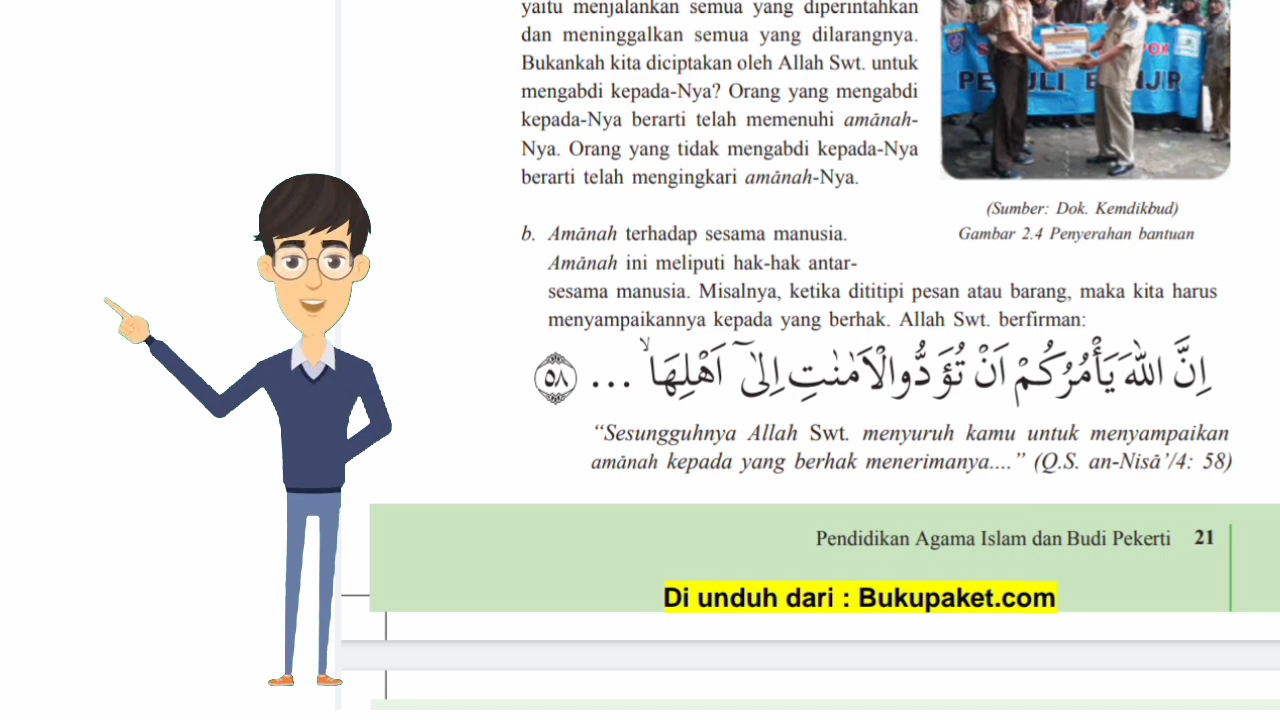 yaitu menjalankan semua yang diperintahkan
dan meninggalkan semua yang dilarangnya.
Bukankah kita diciptakan oleh Allah Swt. untuk
mengabdi kepada-Nya? Orang yang mengabdi
kepada-Nya berarti telah memenuhi amānah-
Nya. Orang yang tidak mengabdi kepada-Nya
berarti telah mengingkari amānah-Nya.
(Sumber: Dok. Kemdikbud)
Gambar 2.4 Penyerahan bantuan
b. Amānah terhadap sesama manusia.
Amānah ini meliputi hak-hak antar-
sesama manusia. Misalnya, ketika dititipi pesan atau barang, maka kita harus
menyampaikannya kepada yang berhak. Allah Swt. berfirman:
اِنَّ اللّٰهَ يَأْمُرُكُمْ اَنْ تُؤَدُّوا الْاَمٰنٰتِ اِلٰٓى اَهْلِهَاۙ ... ٥٨
“Sesungguhnya Allah Swt. menyuruh kamu untuk menyampaikan
amānah kepada yang berhak menerimanya....” (Q.S. an-Nisā’/4: 58)
Pendidikan Agama Islam dan Budi Pekerti 21
Di unduh dari : Bukupaket.com